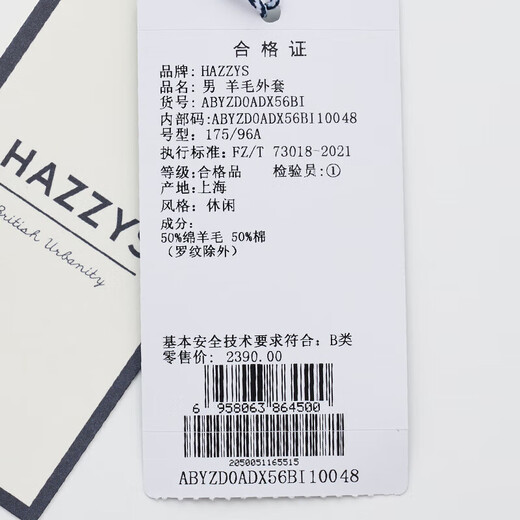 HAZZYS
British Urbanity
合格证
品牌: HAZZYS
品名: 男 羊毛外套
货号: ABYZD0ADX56BI
内部码:ABYZD0ADX56BI10048
号型:175/96A
执行标准: FZ/T 73018-2021
等级:合格品 检验员:①
产地:上海
风格: 休闲
成分:
50%绵羊毛 50%棉
(罗纹除外)
基本安全技术要求符合: B类
零售价: 2390.00
6 958063 864500
2050051165515
ABYZD0ADX56BI10048